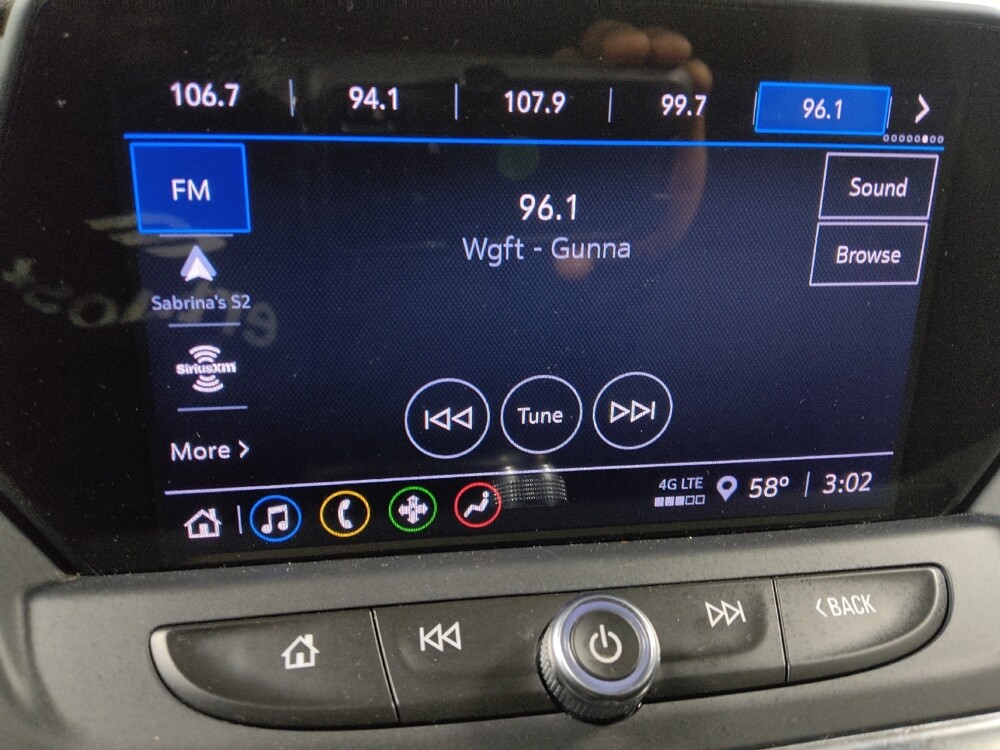 106.7 | 94.1 | 107.9 | 99.7 96.1 >
FM
96.1
Sound
Wgft - Gunna
Browse
Sabrina's S2
SiriusXM
Tune
More >
4G LTE
58° | 3:02
< BACK